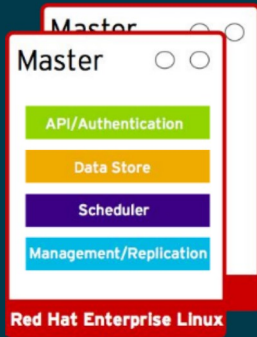 Master
Master
API/Authentication
Data Store
Scheduler
Management/Replication
Red Hat Enterprise Linux